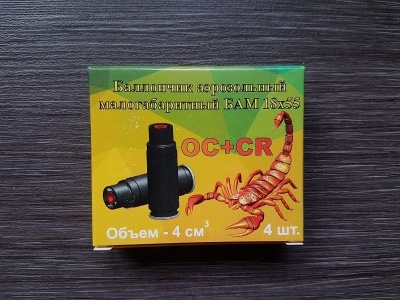 Баллончик аэрозольный
малогабаритный БАМ 18х55
OC+CR
Объем - 4 см³
4 шт.